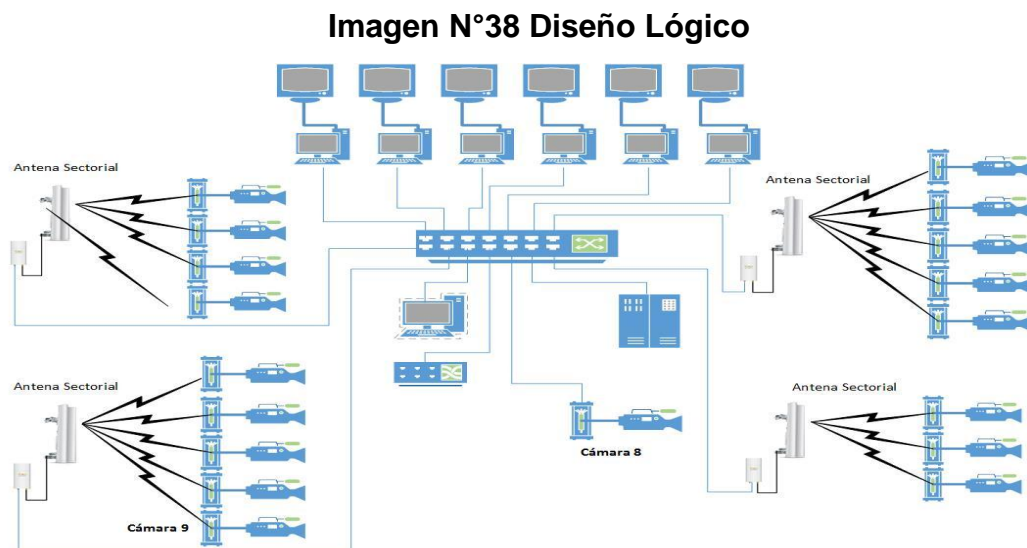 Imagen N°38 Diseño Lógico
Antena Sectorial
Antena Sectorial
Antena Sectorial
Antena Sectorial
Cámara 8
Cámara 9